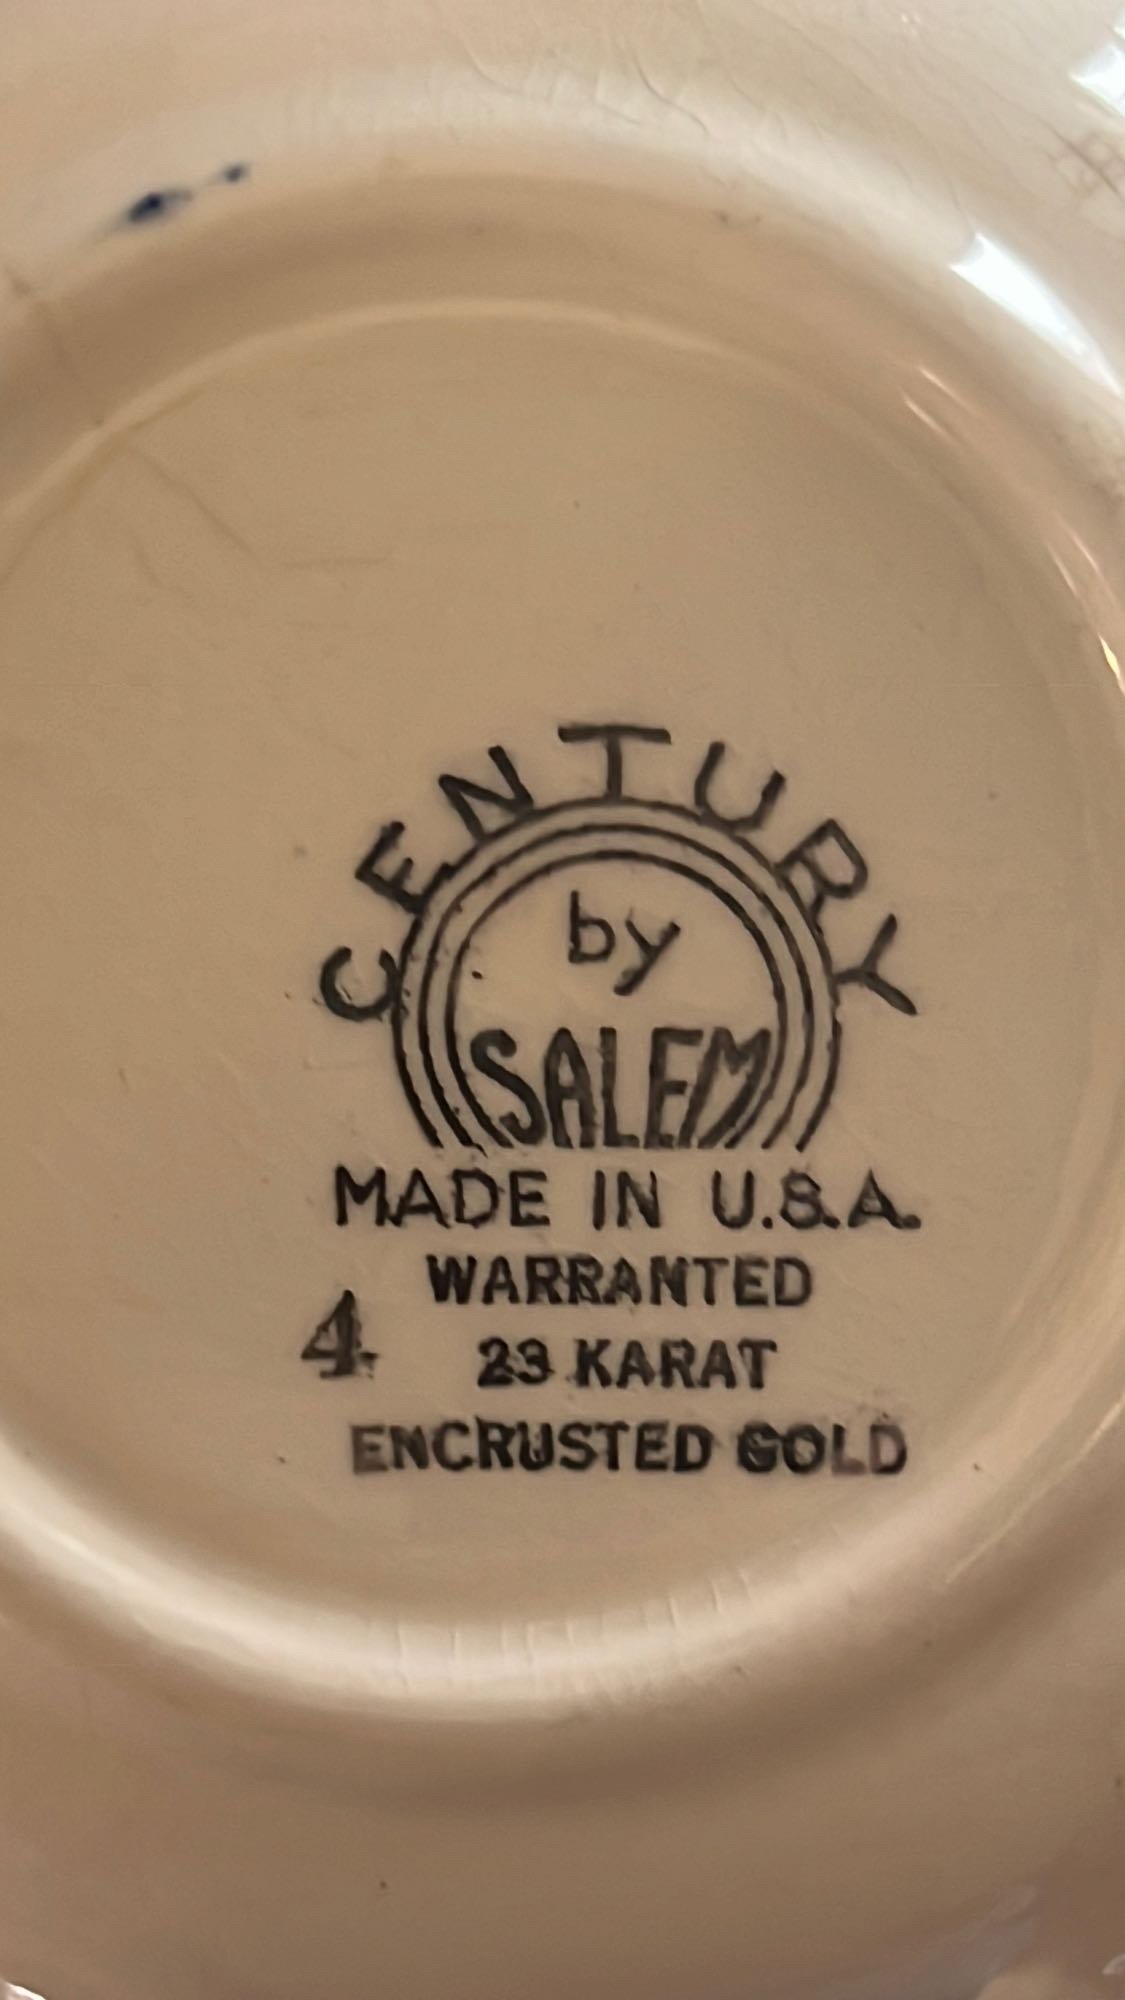 CENTURY
by
SALEM
MADE IN U.S.A.
WARRANTED
4 23 KARAT
ENCRUSTED GOLD